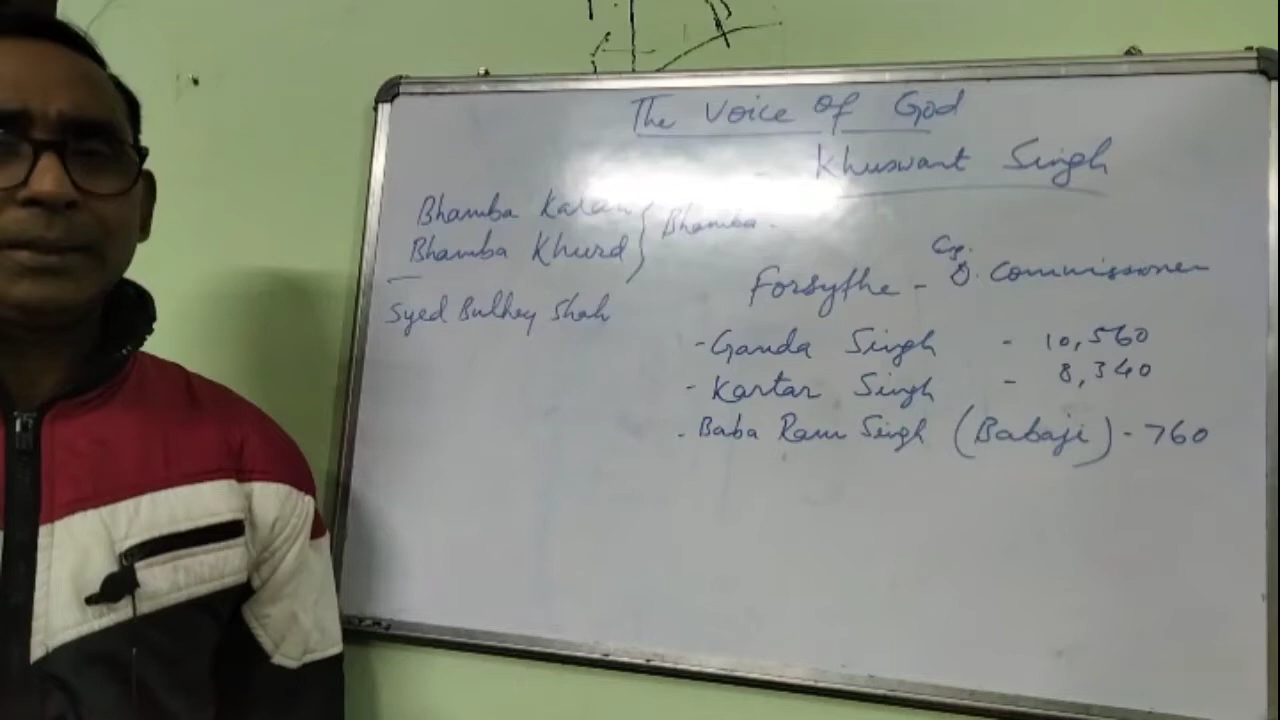 The Voice of God
Khuswant Singh
Bhamba Kalan } Bhamba.
Bhamba Khurd
Syed Bulhey Shah
Forsythe - D. Commissioner
- Ganda Singh - 10,560
- Kartar Singh - 8,340
- Baba Ram Singh (Babaji) - 760